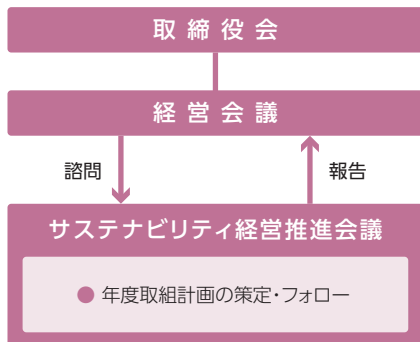 取締役会
経営会議
諮問
報告
サステナビリティ経営推進会議
● 年度取組計画の策定・フォロー